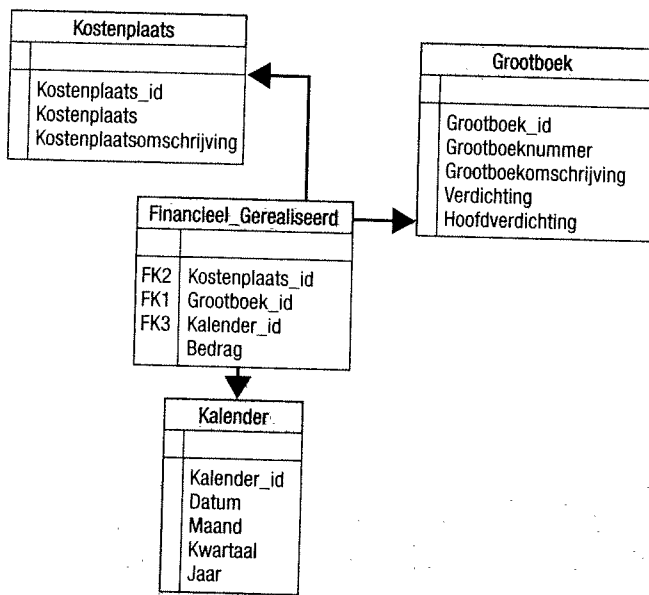 Kostenplaats
Kostenplaats_id
Kostenplaats
Kostenplaatsomschrijving
Grootboek
Grootboek_id
Grootboeknummer
Grootboekomschrijving
Verdichting
Hoofdverdichting
Financieel_Gerealiseerd
FK2 Kostenplaats_id
FK1 Grootboek_id
FK3 Kalender_id
Bedrag
Kalender
Kalender_id
Datum
Maand
Kwartaal
Jaar